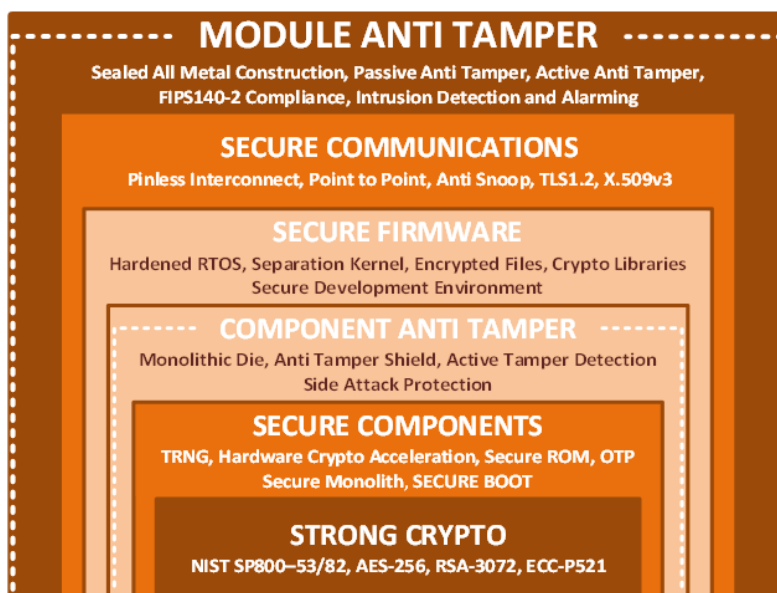 MODULE ANTI TAMPER
Sealed All Metal Construction, Passive Anti Tamper, Active Anti Tamper,
FIPS140-2 Compliance, Intrusion Detection and Alarming
SECURE COMMUNICATIONS
Pinless Interconnect, Point to Point, Anti Snoop, TLS1.2, X.509v3
SECURE FIRMWARE
Hardened RTOS, Separation Kernel, Encrypted Files, Crypto Libraries
Secure Development Environment
COMPONENT ANTI TAMPER
Monolithic Die, Anti Tamper Shield, Active Tamper Detection
Side Attack Protection
SECURE COMPONENTS
TRNG, Hardware Crypto Acceleration, Secure ROM, OTP
Secure Monolith, SECURE BOOT
STRONG CRYPTO
NIST SP800–53/82, AES-256, RSA-3072, ECC-P521